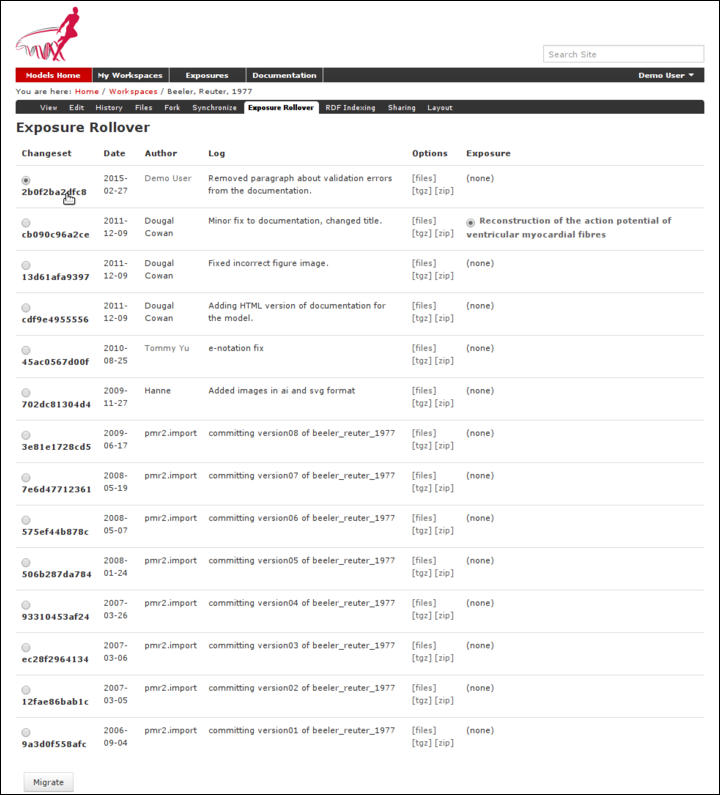 Search Site
Models Home My Workspaces Exposures Documentation Demo User
You are here: Home / Workspaces / Beeler, Reuter, 1977
View Edit History Files Fork Synchronize Exposure Rollover RDF Indexing Sharing Layout
Exposure Rollover
Changeset Date Author Log Options Exposure
2b0f2ba2dfc8 2015-02-27 Demo User Removed paragraph about validation errors from the documentation. [files] [tgz] [zip] (none)
cb090c96a2ce 2011-12-09 Dougal Cowan Minor fix to documentation, changed title. [files] [tgz] [zip] Reconstruction of the action potential of ventricular myocardial fibres
13d61afa9397 2011-12-09 Dougal Cowan Fixed incorrect figure image. [files] [tgz] [zip] (none)
cdf9e4955556 2011-12-09 Dougal Cowan Adding HTML version of documentation for the model. [files] [tgz] [zip] (none)
45ac0567d00f 2010-08-25 Tommy Yu e-notation fix [files] [tgz] [zip] (none)
702dc81304d4 2009-11-27 Hanne Added images in ai and svg format [files] [tgz] [zip] (none)
3e81e1728cd5 2009-06-17 pmr2.import committing version08 of beeler_reuter_1977 [files] [tgz] [zip] (none)
7e6d47712361 2008-05-19 pmr2.import committing version07 of beeler_reuter_1977 [files] [tgz] [zip] (none)
575ef44b878c 2008-05-07 pmr2.import committing version06 of beeler_reuter_1977 [files] [tgz] [zip] (none)
506b287da784 2008-01-24 pmr2.import committing version05 of beeler_reuter_1977 [files] [tgz] [zip] (none)
93310453af24 2007-03-26 pmr2.import committing version04 of beeler_reuter_1977 [files] [tgz] [zip] (none)
ec28f2964134 2007-03-06 pmr2.import committing version03 of beeler_reuter_1977 [files] [tgz] [zip] (none)
12fae86bab1c 2007-03-05 pmr2.import committing version02 of beeler_reuter_1977 [files] [tgz] [zip] (none)
9a3d0f558afc 2006-09-04 pmr2.import committing version01 of beeler_reuter_1977 [files] [tgz] [zip] (none)
Migrate